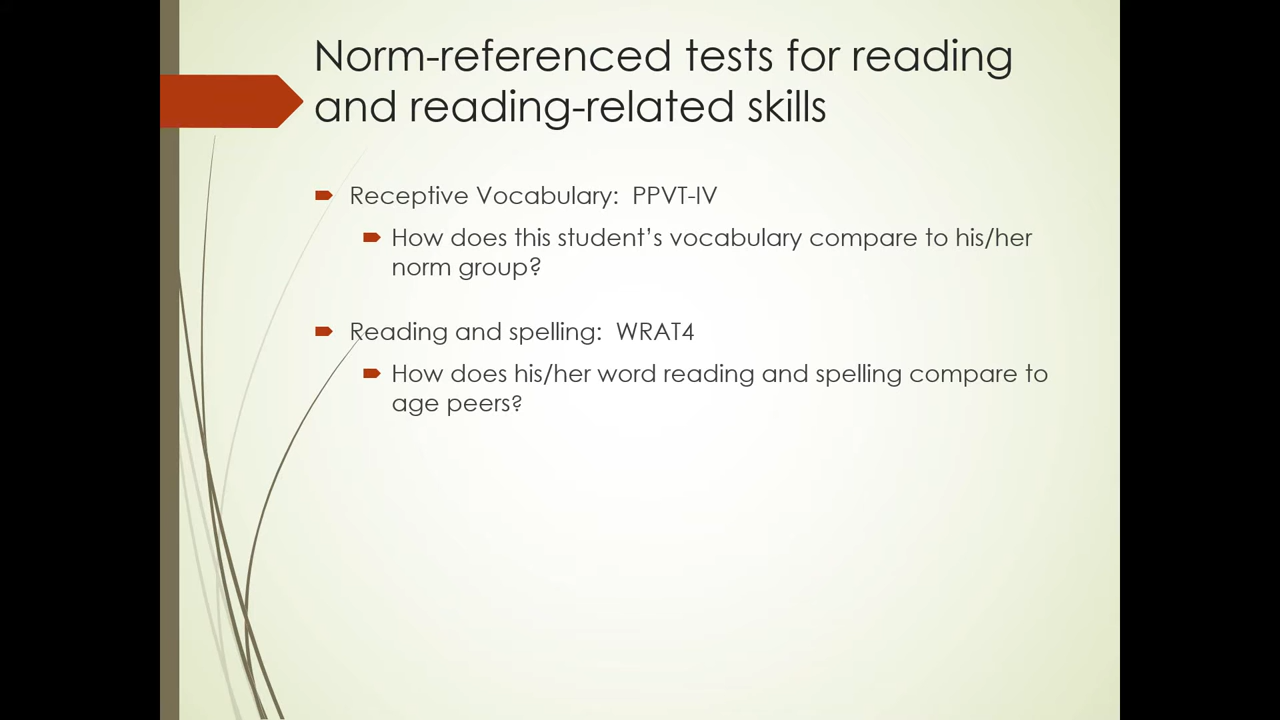 Norm-referenced tests for reading
and reading-related skills
Receptive Vocabulary:  PPVT-IV
How does this student’s vocabulary compare to his/her
norm group?
Reading and spelling:  WRAT4
How does his/her word reading and spelling compare to
age peers?